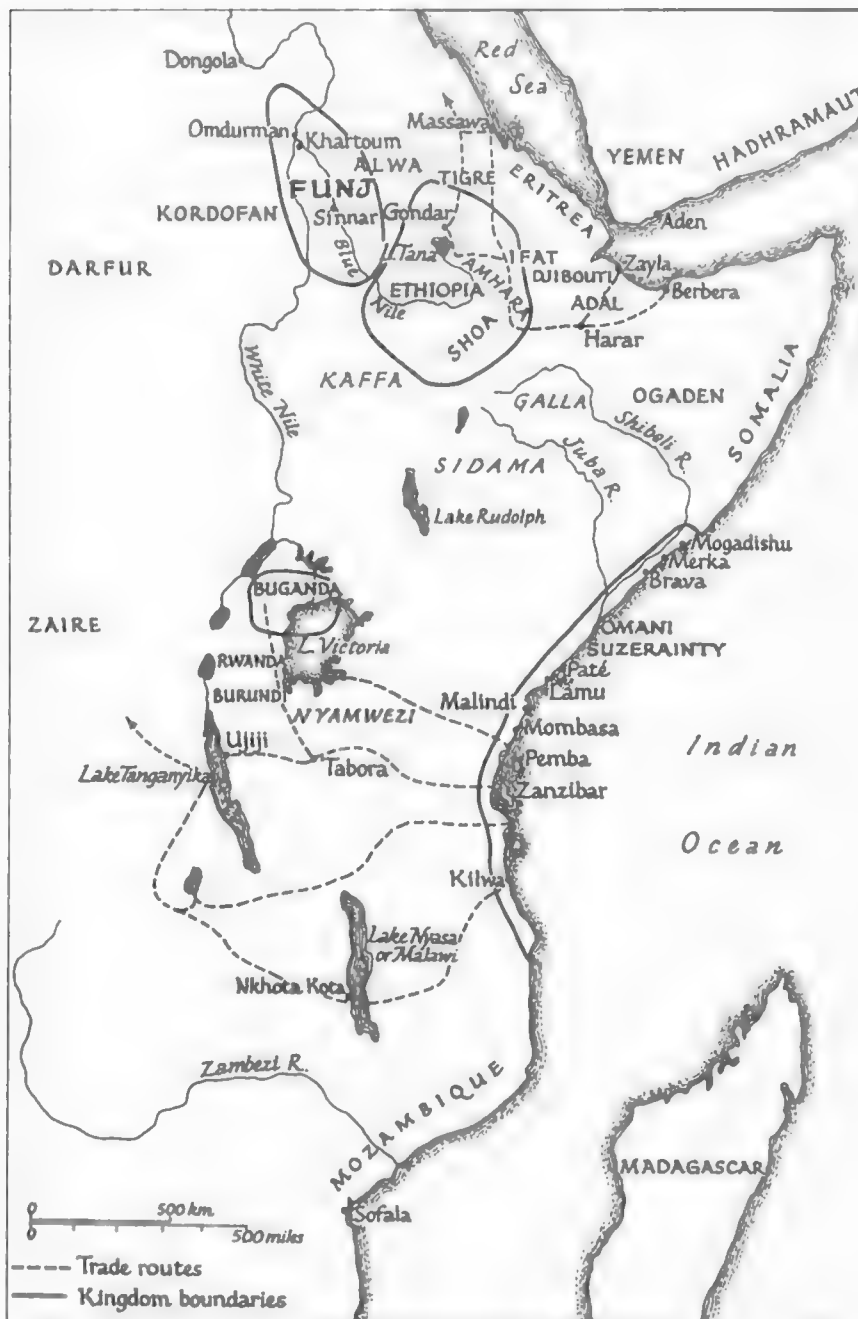 Red
Sea
Dongola
Massawa
Omdurman
Khartoum
ALWA
YEMEN
HADHRAMAUT
TIGRE
ERITREA
FUNJ
KORDOFAN
Sinnar
Gondar
Aden
DARFUR
Blue
L.Tana
IFAT
DJIBOUTI
Zayla
AMHARA
ETHIOPIA
ADAL
Berbera
Nile
SHOA
Harar
White Nile
KAFFA
GALLA
OGADEN
SOMALIA
Shibeli R.
Juba R.
SIDAMA
Lake Rudolph
Mogadishu
Merka
Brava
BUGANDA
ZAIRE
L. Victoria
OMANI
SUZERAINTY
RWANDA
Paté
Lamu
BURUNDI
NYAMWEZI
Malindi
Mombasa
Ujiji
Indian
Pemba
Tabora
Lake Tanganyika
Zanzibar
Ocean
Kilwa
Lake Nyasa
or Malawi
Nkhota Kota
Zambezi R.
MOZAMBIQUE
MADAGASCAR
Sofala
0 500 km
0 500 miles
Trade routes
Kingdom boundaries